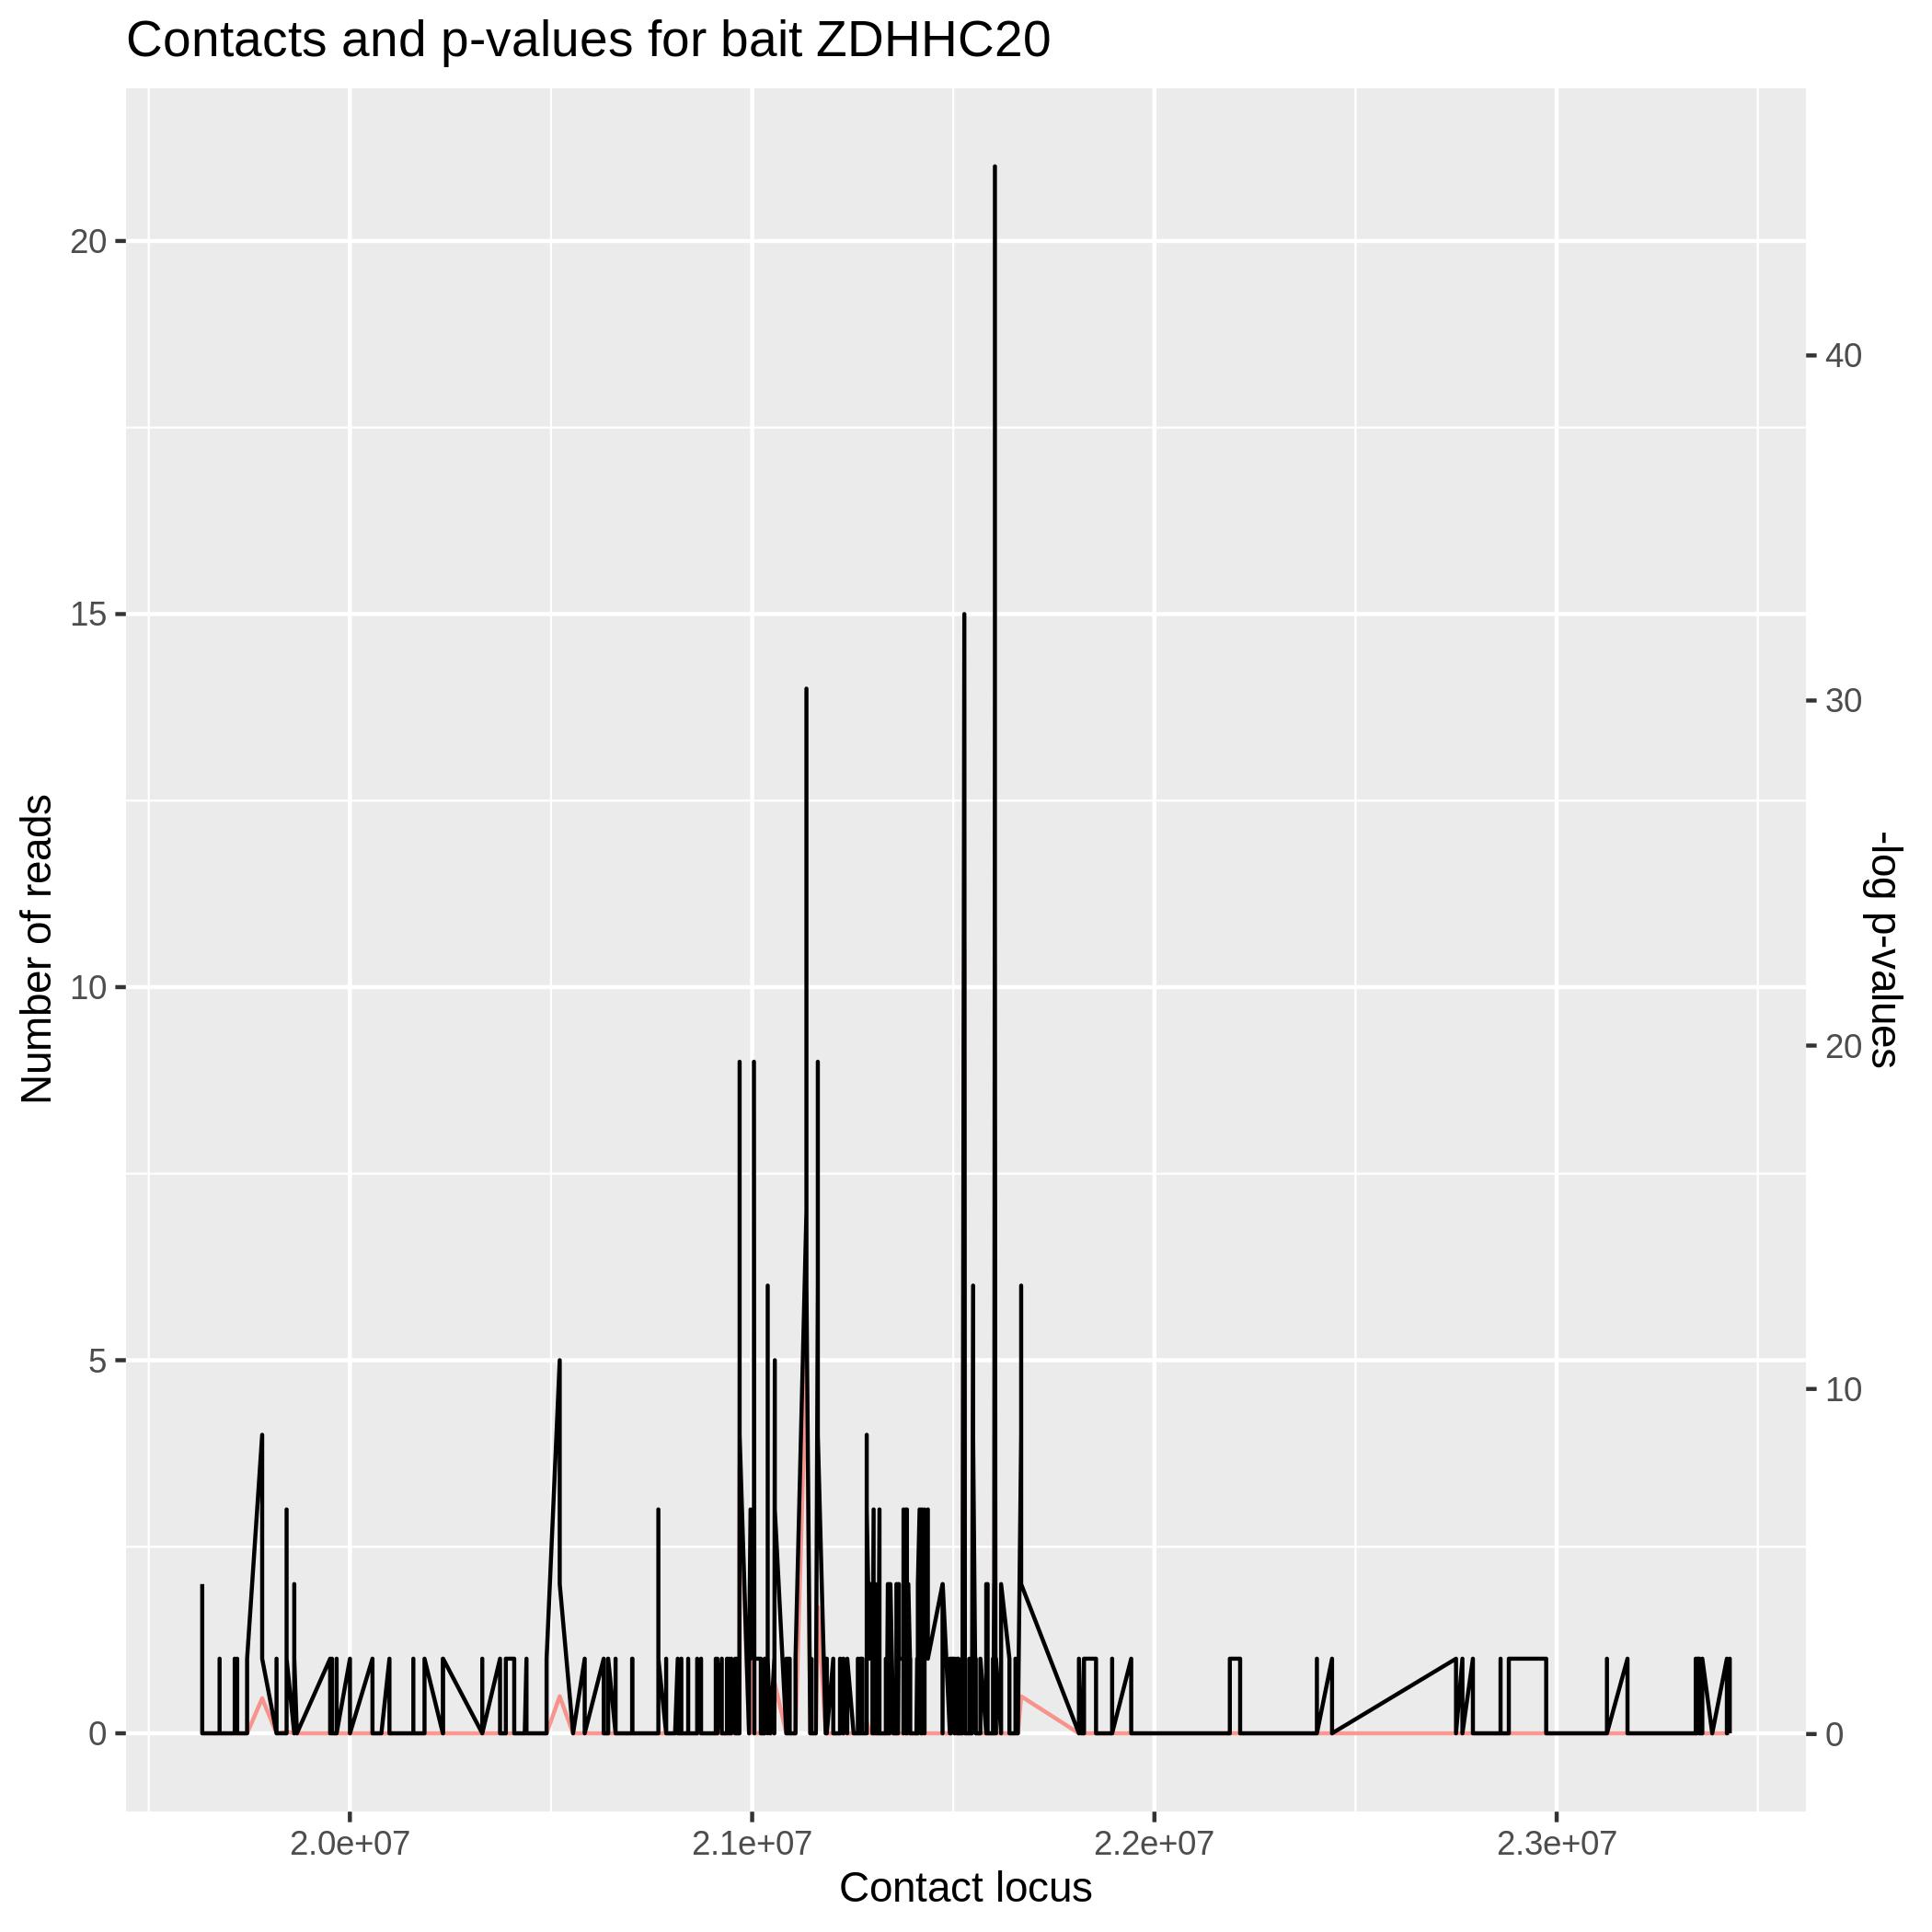 Contacts and p-values for bait ZDHHC20
Number of reads
20
15
10
5
0
40
30
20
10
0
-log p-values
2.0e+07 2.1e+07 2.2e+07 2.3e+07
Contact locus